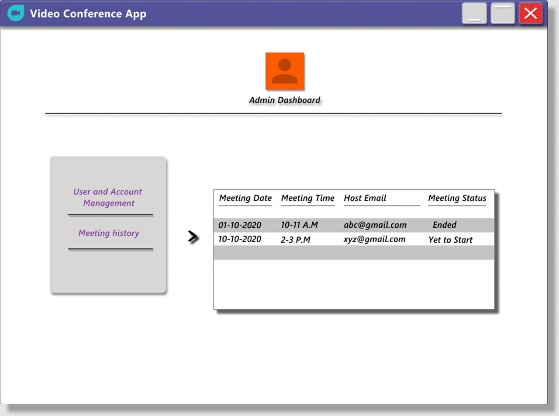 Video Conference App
Admin Dashboard
User and Account
Management
Meeting history
Meeting Date Meeting Time Host Email Meeting Status
01-10-2020 10-11 A.M abc@gmail.com Ended
10-10-2020 2-3 P.M xyz@gmail.com Yet to Start